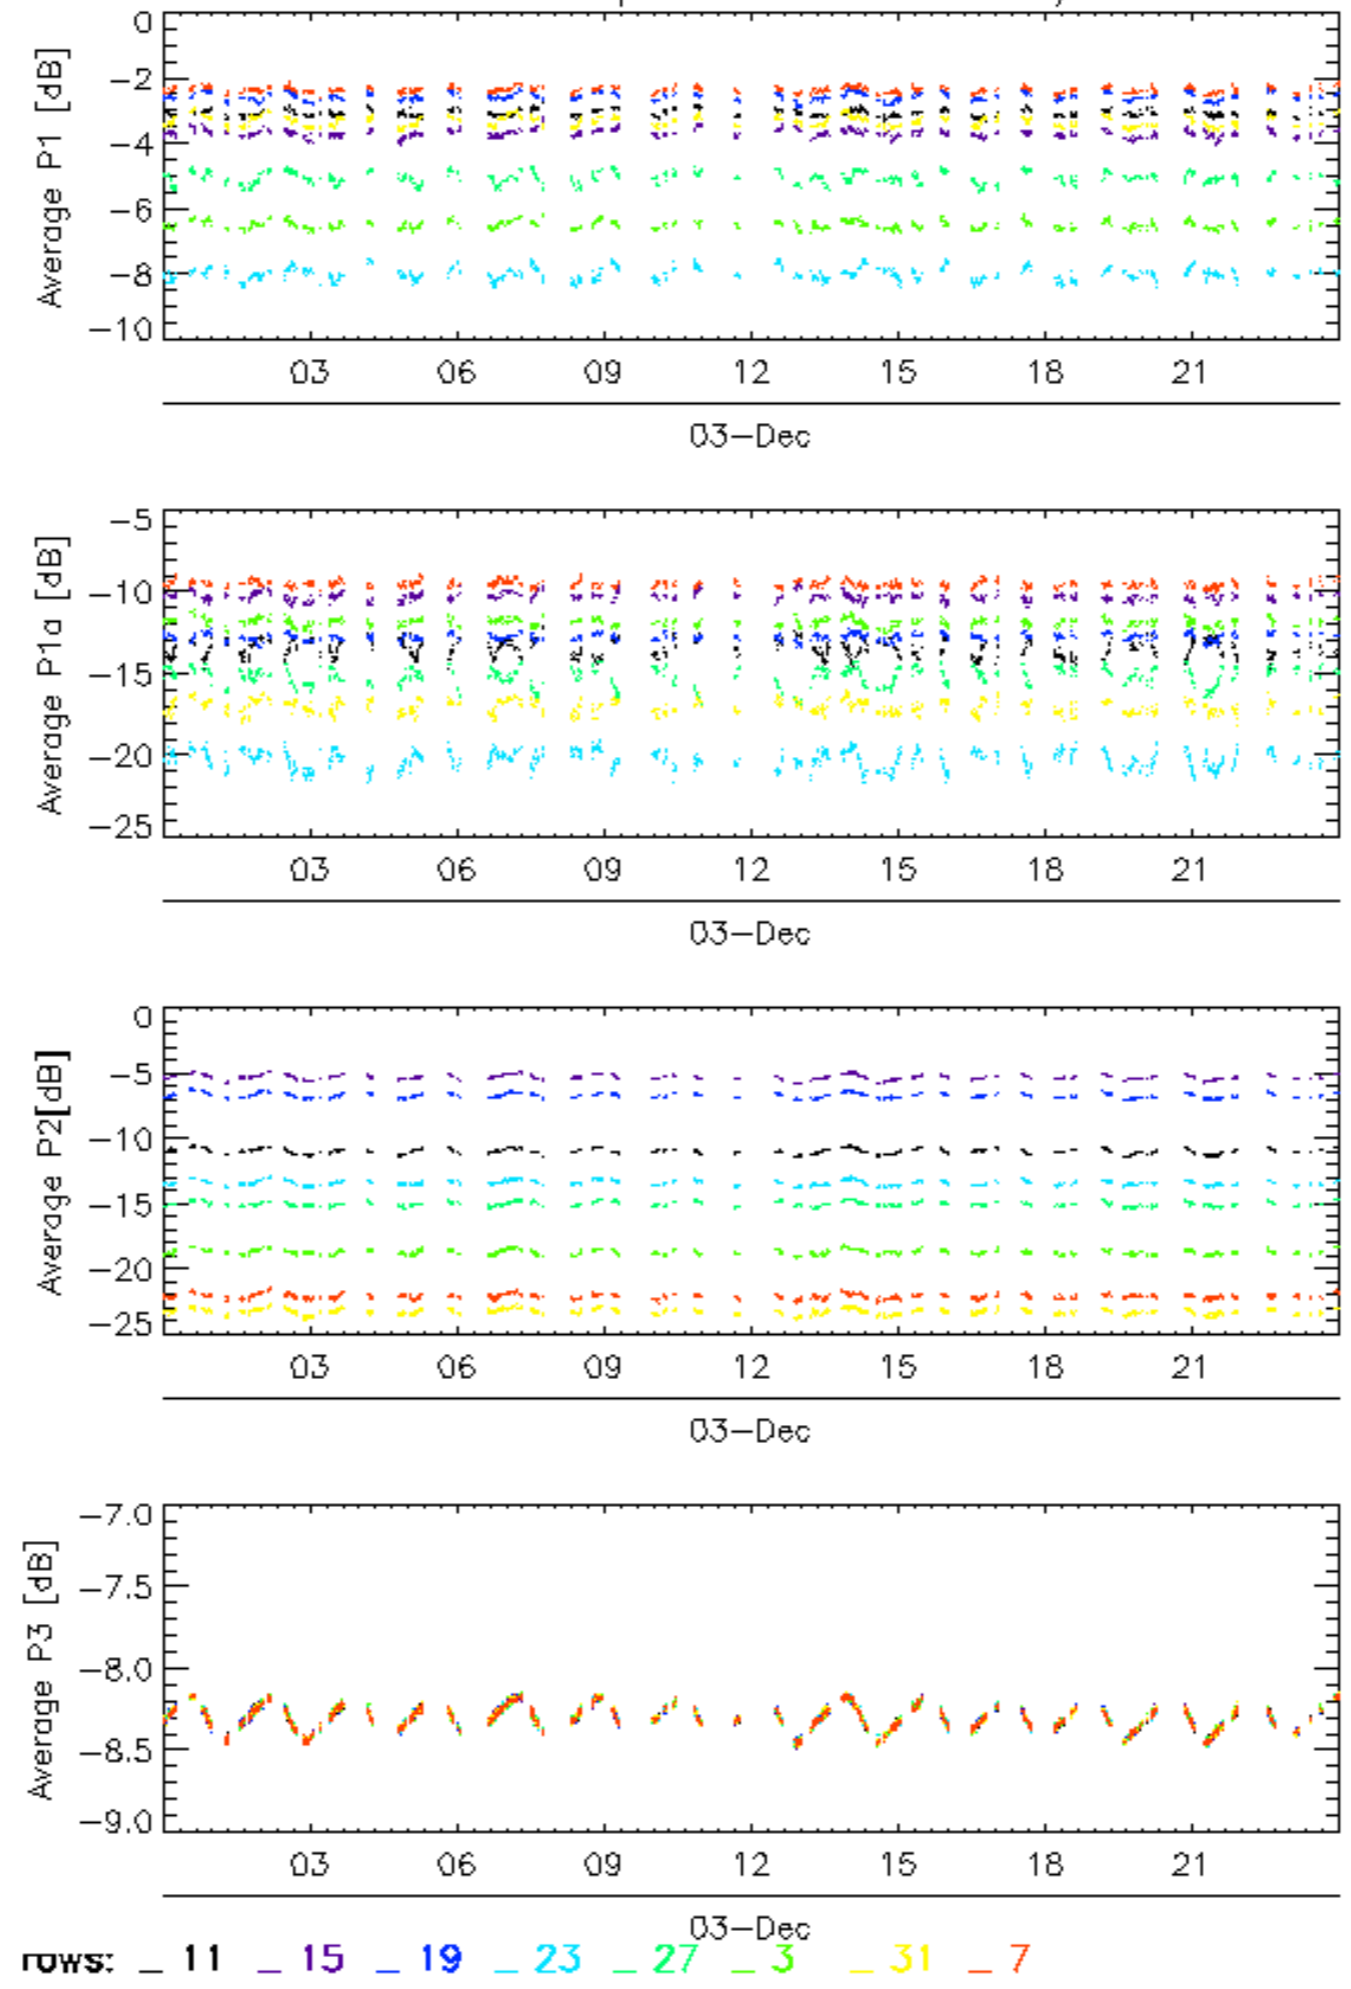 0
-2
-4
-6
-8
-10
Average P1 [dB]
03 06 09 12 15 18 21
03-Dec
-5
-10
-15
-20
-25
Average P1a [dB]
03 06 09 12 15 18 21
03-Dec
0
-5
-10
-15
-20
-25
Average P2[dB]
03 06 09 12 15 18 21
03-Dec
-7.0
-7.5
-8.0
-8.5
-9.0
Average P3 [dB]
03 06 09 12 15 18 21
03-Dec
rows: _ 11 _ 15 _ 19 _ 23 _ 27 _ 3 _ 31 _ 7